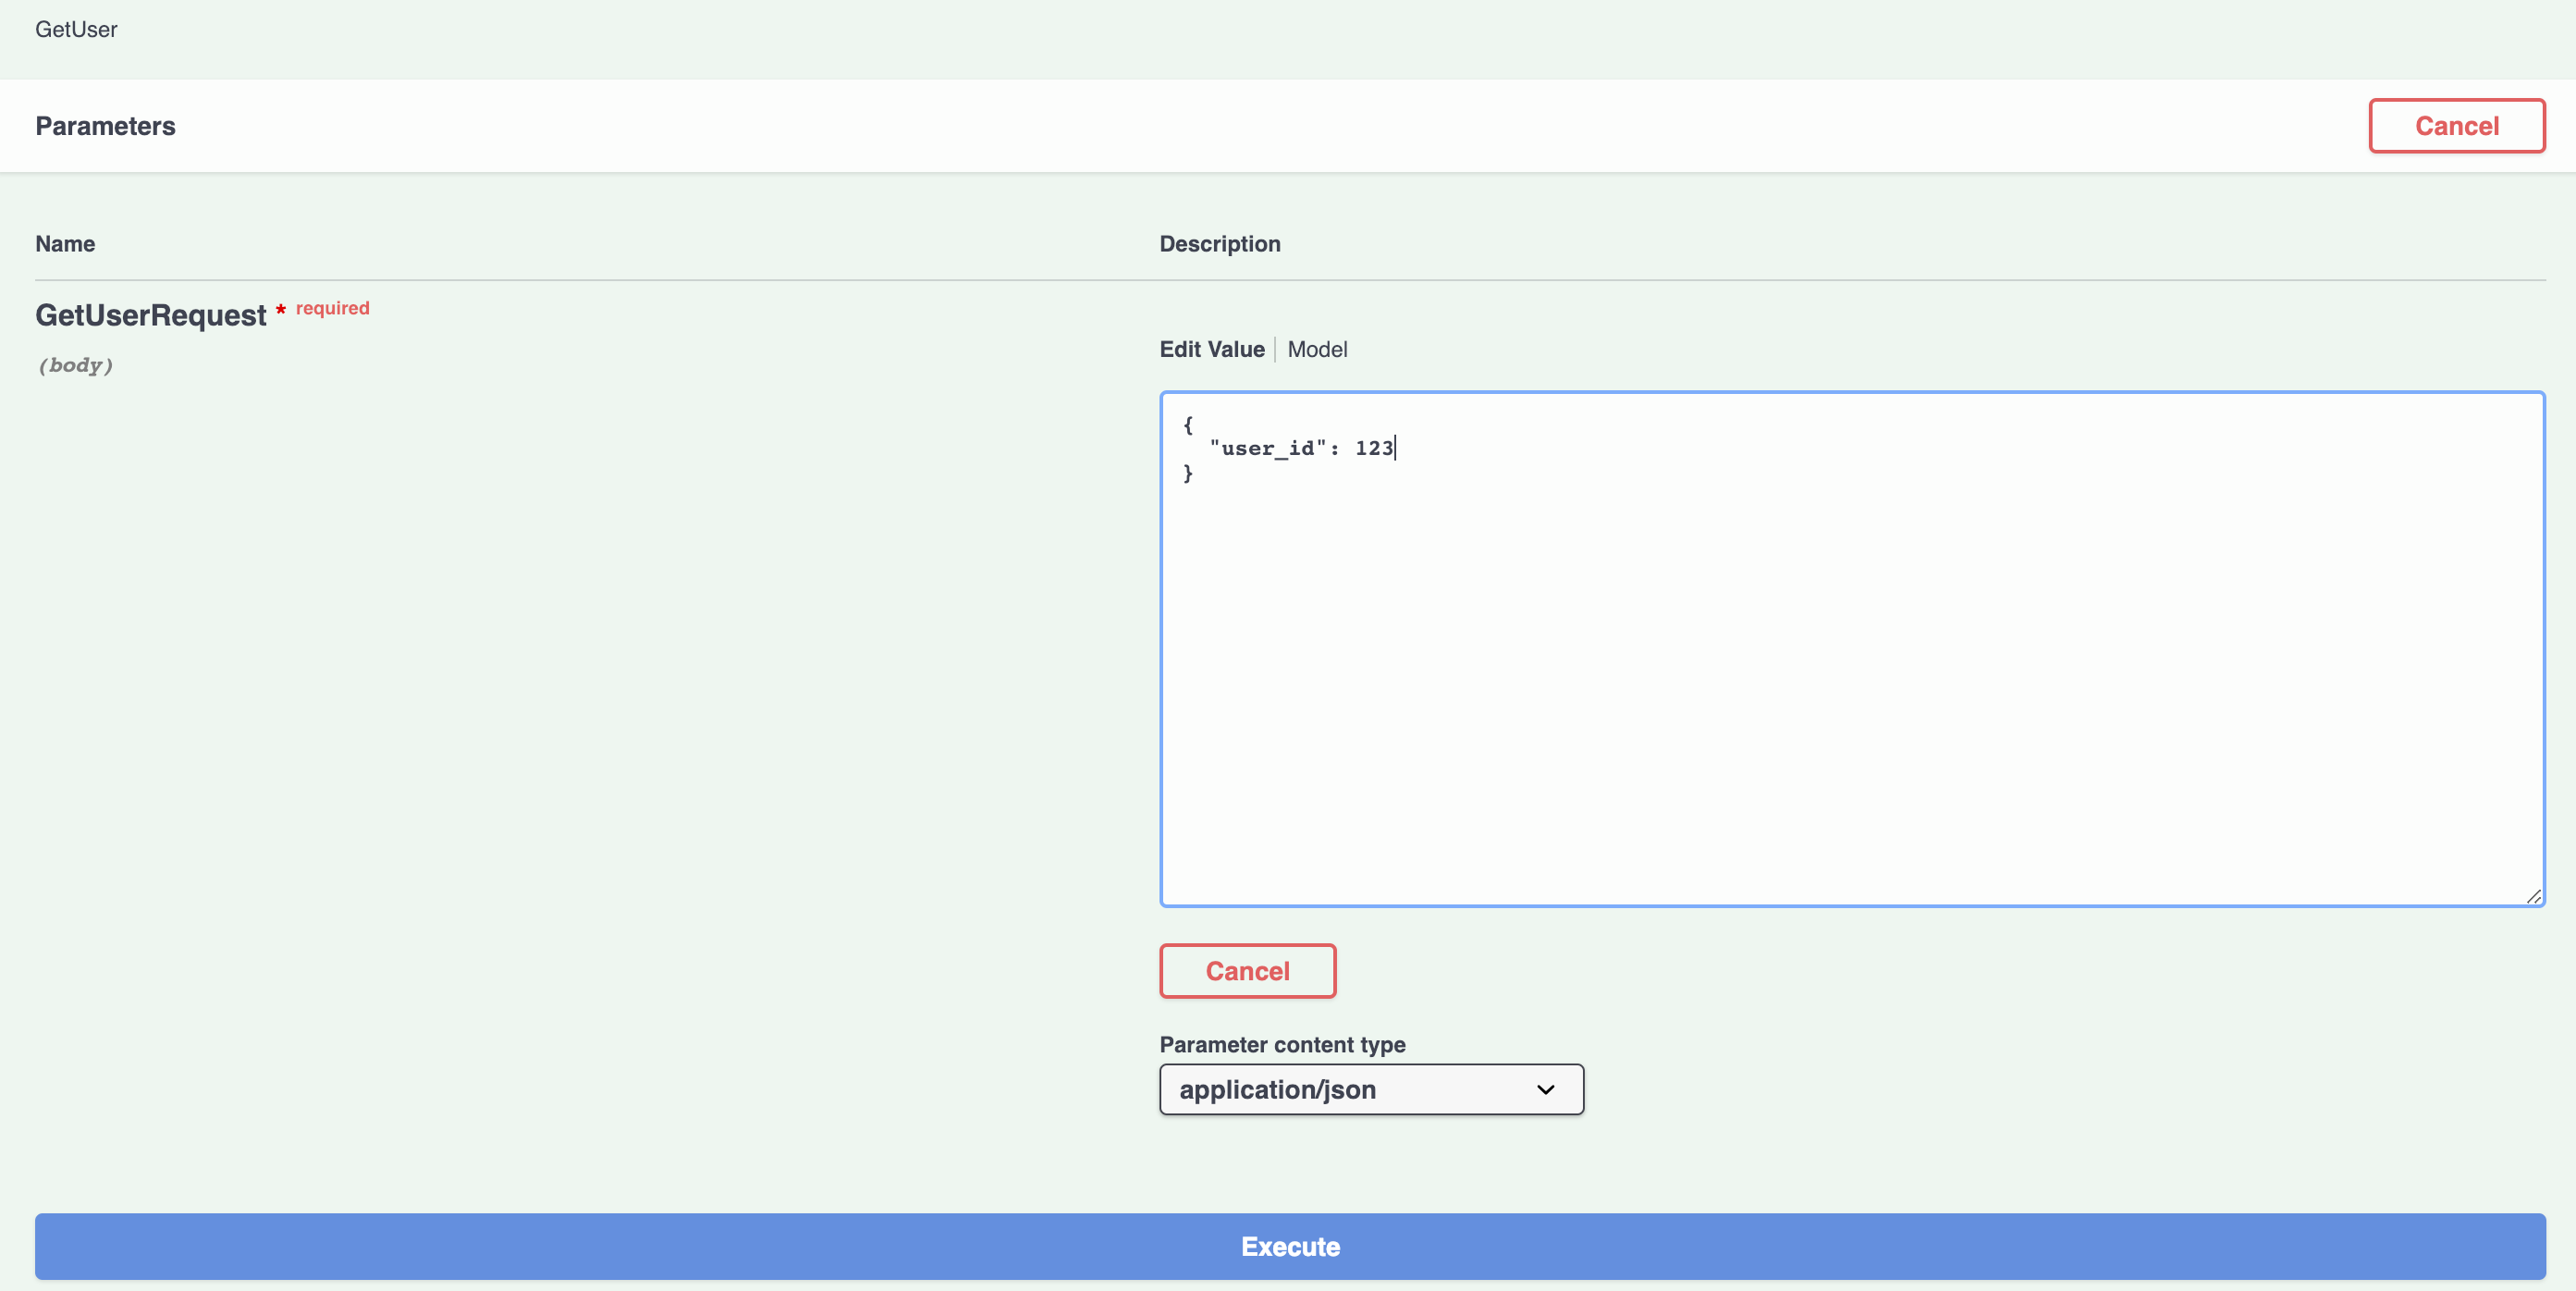 GetUser
Parameters
Cancel
Name
Description
GetUserRequest * required
(body)
Edit Value
Model
{
"user_id": 123
}
Cancel
Parameter content type
application/json
Execute